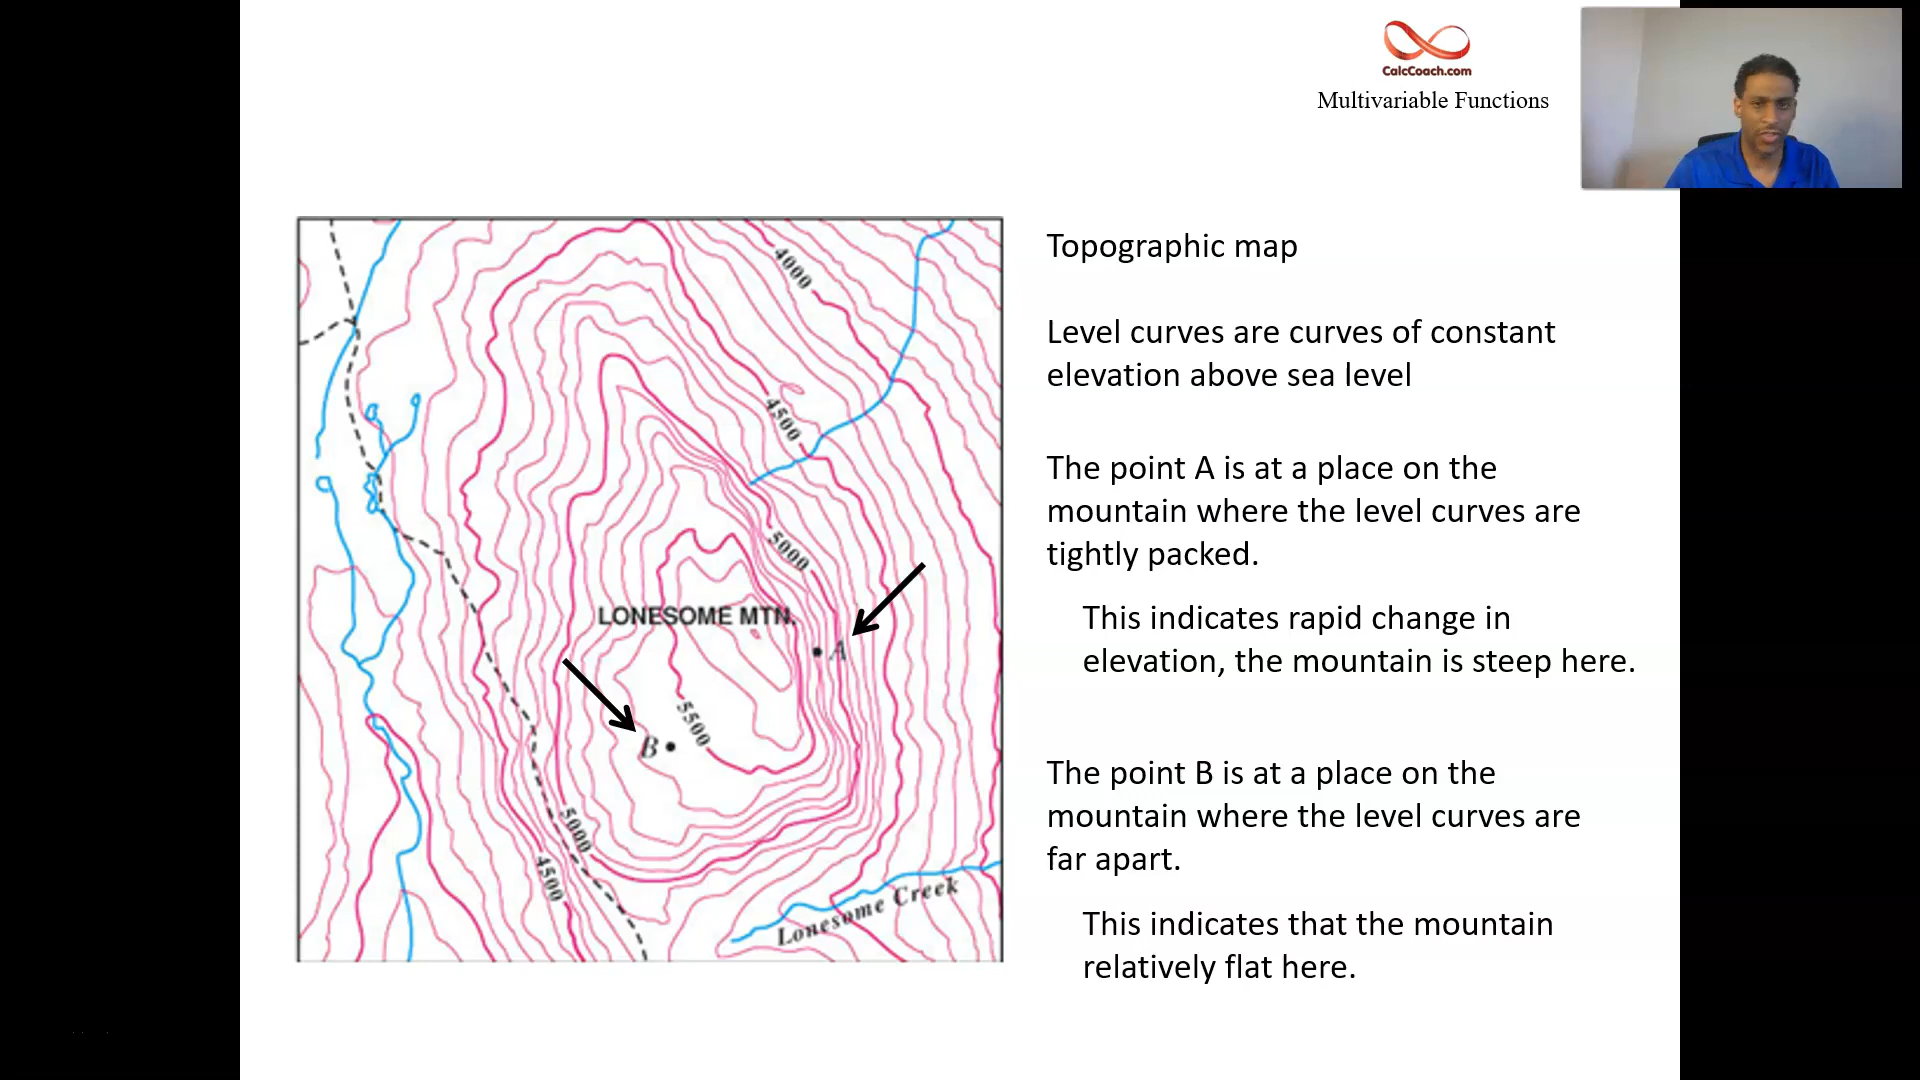 CalcCoach.com
Multivariable Functions
Topographic map
Level curves are curves of constant
elevation above sea level
The point A is at a place on the
mountain where the level curves are
tightly packed.
This indicates rapid change in
elevation, the mountain is steep here.
The point B is at a place on the
mountain where the level curves are
far apart.
This indicates that the mountain
relatively flat here.
4000
4500
5000
LONESOME MTN.
A
B
5500
5000
4500
Lonesome Creek